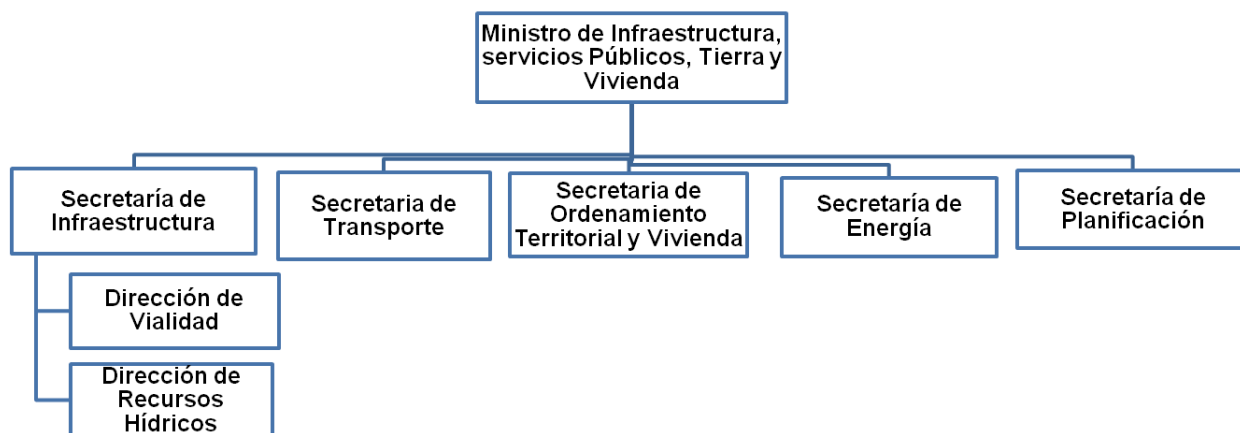 Ministro de Infraestructura,
servicios Públicos, Tierra y
Vivienda
Secretaría de
Infraestructura
Secretaria de
Transporte
Secretaria de
Ordenamiento
Territorial y Vivienda
Secretaría de
Energía
Secretaría de
Planificación
Dirección de
Vialidad
Dirección de
Recursos
Hídricos